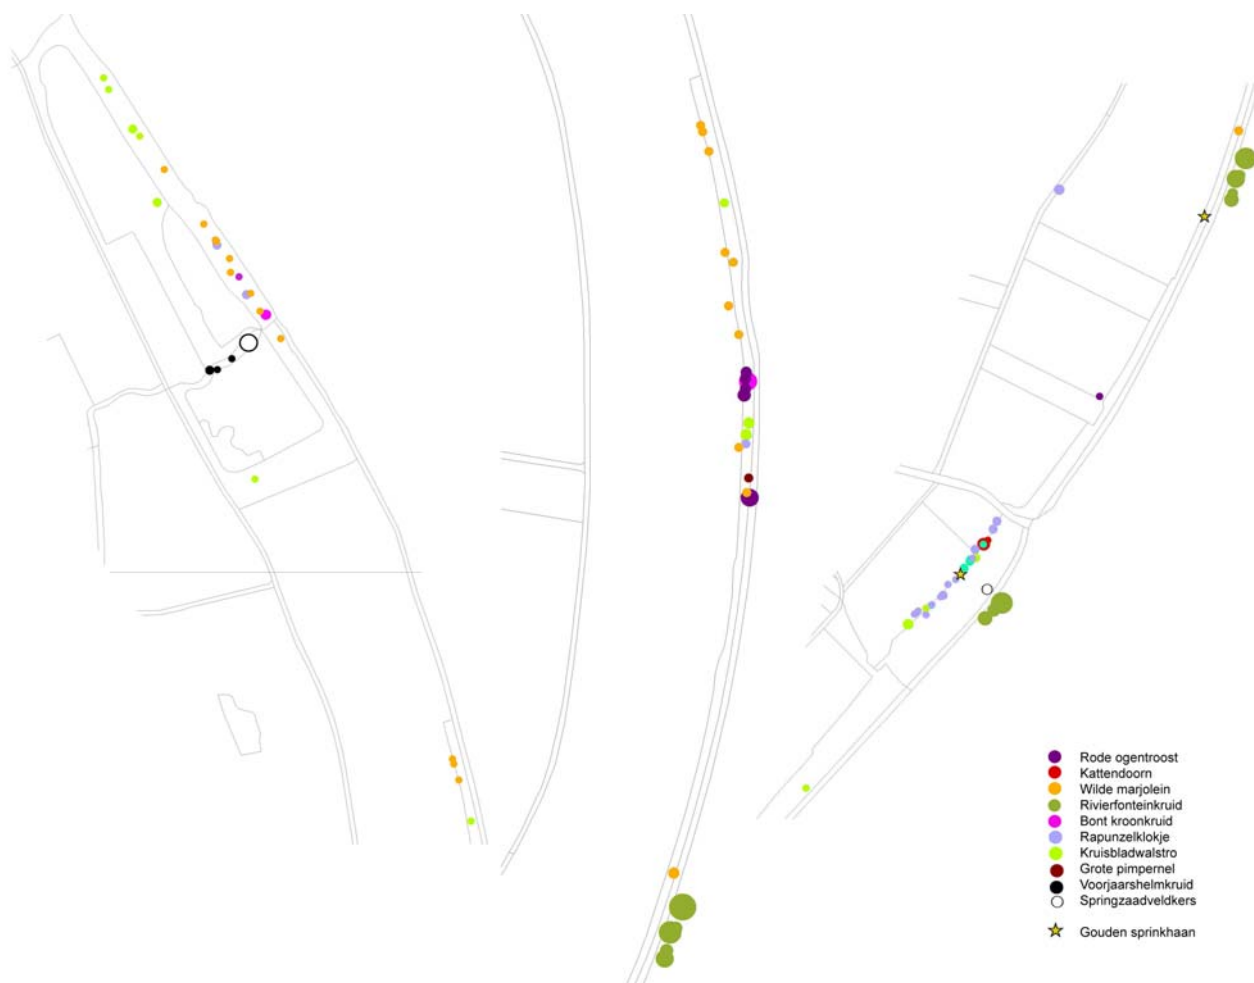 Rode ogentroost
Kattendoorn
Wilde marjolein
Rivierfonteinkruid
Bont kroonkruid
Rapunzelklokje
Kruisbladwalstro
Grote pimpernel
Voorjaarshelmkruid
Springzaadveldkers
Gouden sprinkhaan